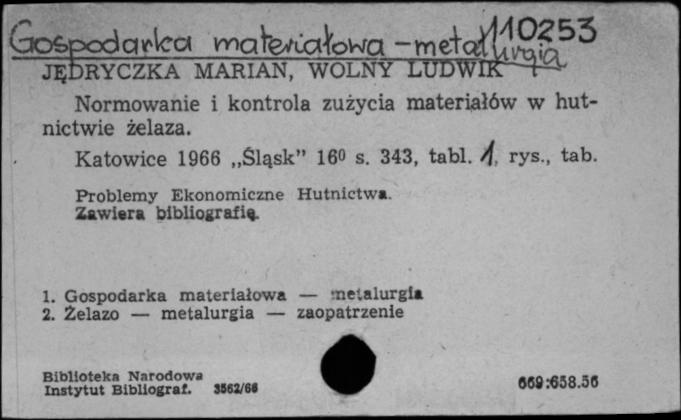 110253
Gospodarka materiałowa – metalurgia
JĘDRYCZKA MARIAN, WOLNY LUDWIK
Normowanie i kontrola zużycia materiałów w hut-
nictwie żelaza.
Katowice 1966 „Śląsk” 16⁰ s. 343, tabl. 1, rys., tab.
Problemy Ekonomiczne Hutnictwa.
Zawiera bibliografię.
1. Gospodarka materiałowa — metalurgia
2. Żelazo — metalurgia — zaopatrzenie
Biblioteka Narodowa
Instytut Bibliograf. 3562/66
669:658.56